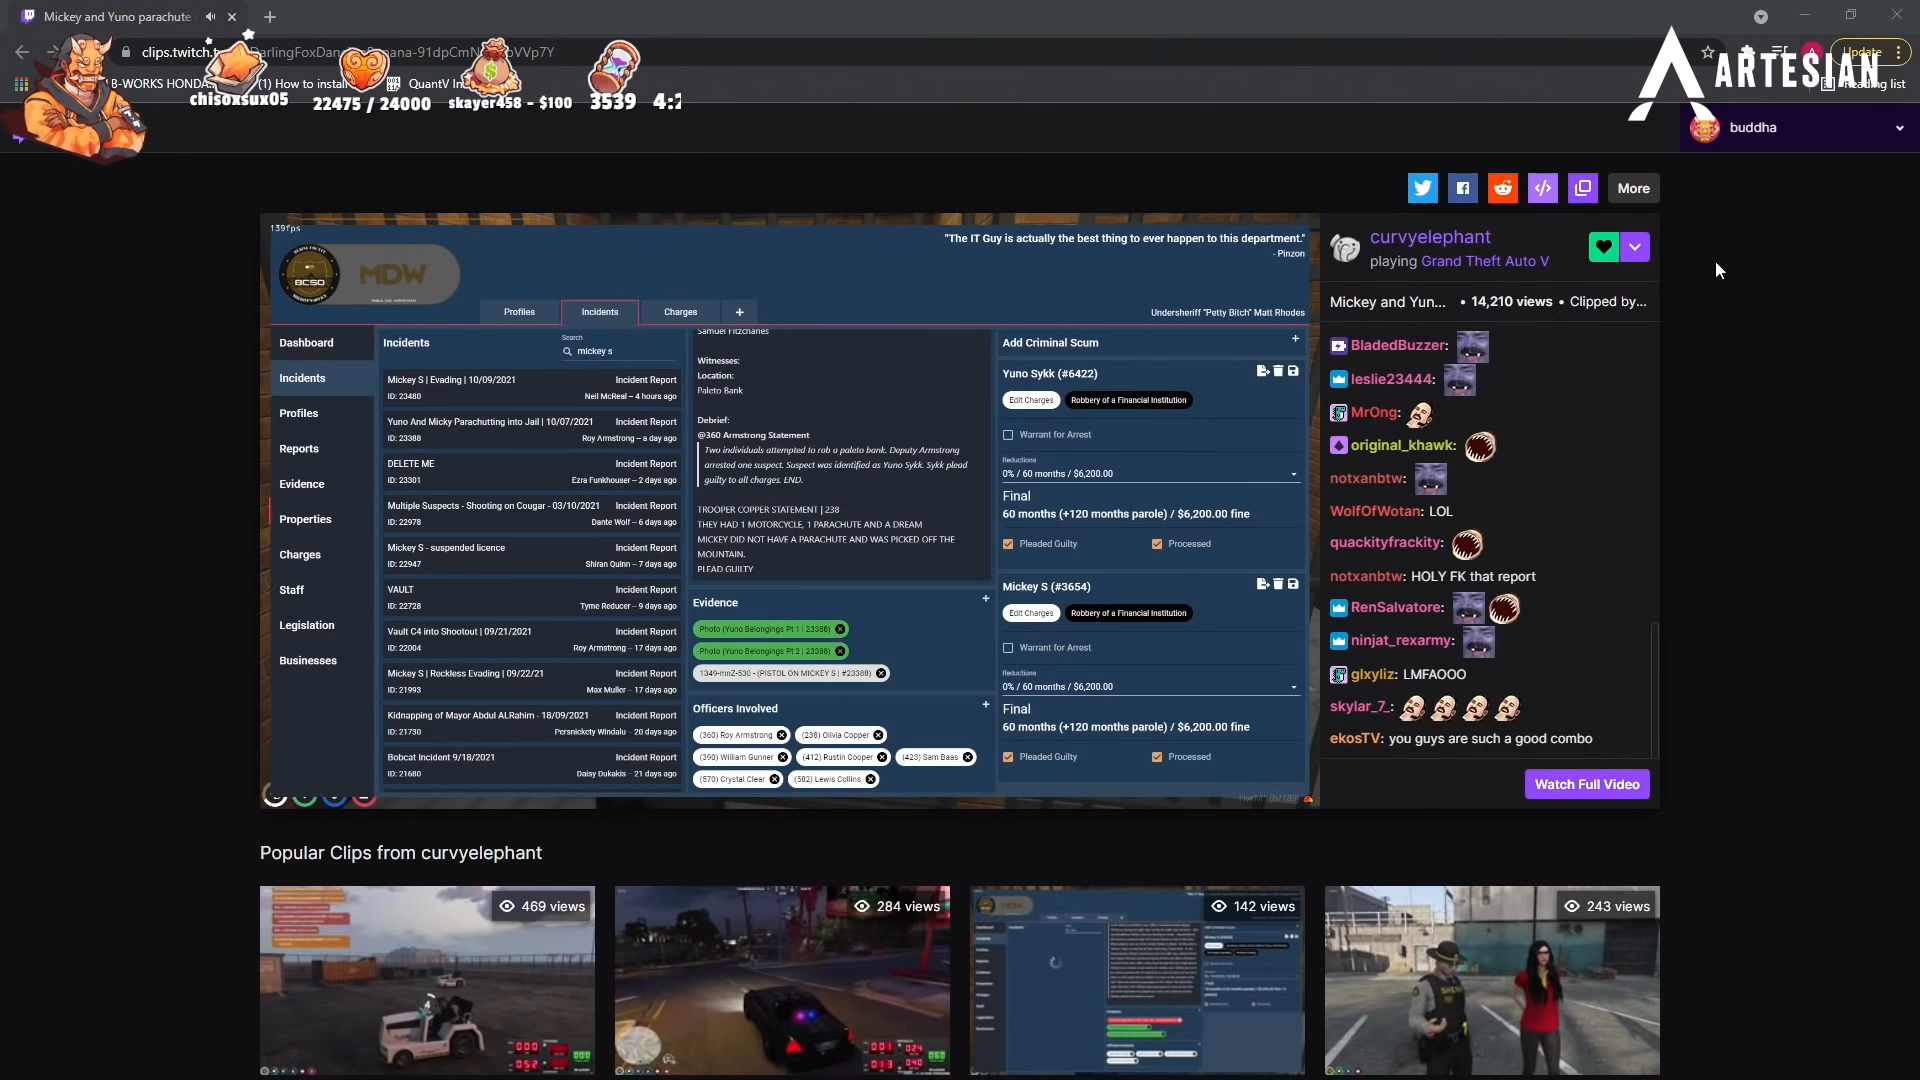 Mickey and Yuno parachute
clips.twitch.t
DarlingFoxDan
B-WORKS HONDA
(1) How to install
QuantV In
Update
Reading list
chisoxsux05
22475 / 24000
skayer458 - $100
3539
ARTESIAN
buddha
More
139fps
"The IT Guy is actually the best thing to ever happen to this department."
- Pinzon
BCSO
MDW
Profiles
Incidents
Charges
+
Undersheriff "Petty Bitch" Matt Rhodes
Dashboard
Incidents
Profiles
Reports
Evidence
Properties
Charges
Staff
Legislation
Businesses
Incidents
Search
mickey s
Mickey S | Evading | 10/09/2021 Incident Report
ID: 23480 Neil McReal – 4 hours ago
Yuno And Micky Parachutting into Jail | 10/07/2021 Incident Report
ID: 23388 Roy Armstrong – a day ago
DELETE ME Incident Report
ID: 23301 Ezra Funkhouser – 2 days ago
Multiple Suspects - Shooting on Cougar - 03/10/2021 Incident Report
ID: 22978 Dante Wolf – 6 days ago
Mickey S - suspended licence Incident Report
ID: 22947 Shiran Quinn – 7 days ago
VAULT Incident Report
ID: 22728 Tyme Reducer – 9 days ago
Vault C4 into Shootout | 09/21/2021 Incident Report
ID: 22004 Roy Armstrong – 17 days ago
Mickey S | Reckless Evading | 09/22/21 Incident Report
ID: 21993 Max Muller – 17 days ago
Kidnapping of Mayor Abdul ALRahim - 18/09/2021 Incident Report
ID: 21730 Persnickety Windalu – 20 days ago
Bobcat Incident 9/18/2021 Incident Report
ID: 21680 Daisy Dukakis – 21 days ago
Samuel Fitzcharles
Witnesses:
Location:
Paleto Bank
Debrief:
@360 Armstrong Statement
Two individuals attempted to rob a paleto bank. Deputy Armstrong
arrested one suspect. Suspect was identified as Yuno Sykk. Sykk plead
guilty to all charges. END.
TROOPER COPPER STATEMENT | 238
THEY HAD 1 MOTORCYCLE, 1 PARACHUTE AND A DREAM
MICKEY DID NOT HAVE A PARACHUTE AND WAS PICKED OFF THE
MOUNTAIN.
PLEAD GUILTY
Evidence
Photo (Yuno Belongings Pt 1 | 23388)
Photo (Yuno Belongings Pt 2 | 23388)
1349-mnZ-530 - (PISTOL ON MICKEY S | #23388)
Officers Involved
(360) Roy Armstrong (238) Olivia Copper
(390) William Gunner (412) Rustin Cooper (423) Sam Baas
(570) Crystal Clear (582) Lewis Collins
Add Criminal Scum
Yuno Sykk (#6422)
Edit Charges Robbery of a Financial Institution
Warrant for Arrest
Reductions
0% / 60 months / $6,200.00
Final
60 months (+120 months parole) / $6,200.00 fine
Pleaded Guilty Processed
Mickey S (#3654)
Edit Charges Robbery of a Financial Institution
Warrant for Arrest
Reductions
0% / 60 months / $6,200.00
Final
60 months (+120 months parole) / $6,200.00 fine
Pleaded Guilty Processed
curvyelephant
playing Grand Theft Auto V
Mickey and Yun... • 14,210 views • Clipped by...
BladedBuzzer:
leslie23444:
MrOng:
original_khawk:
notxanbtw:
WolfOfWotan: LOL
quackityfrackity:
notxanbtw: HOLY FK that report
RenSalvatore:
ninjat_rexarmy:
glxyliz: LMFAOOO
skylar_7_:
ekosTV: you guys are such a good combo
Watch Full Video
Popular Clips from curvyelephant
469 views
284 views
142 views
243 views